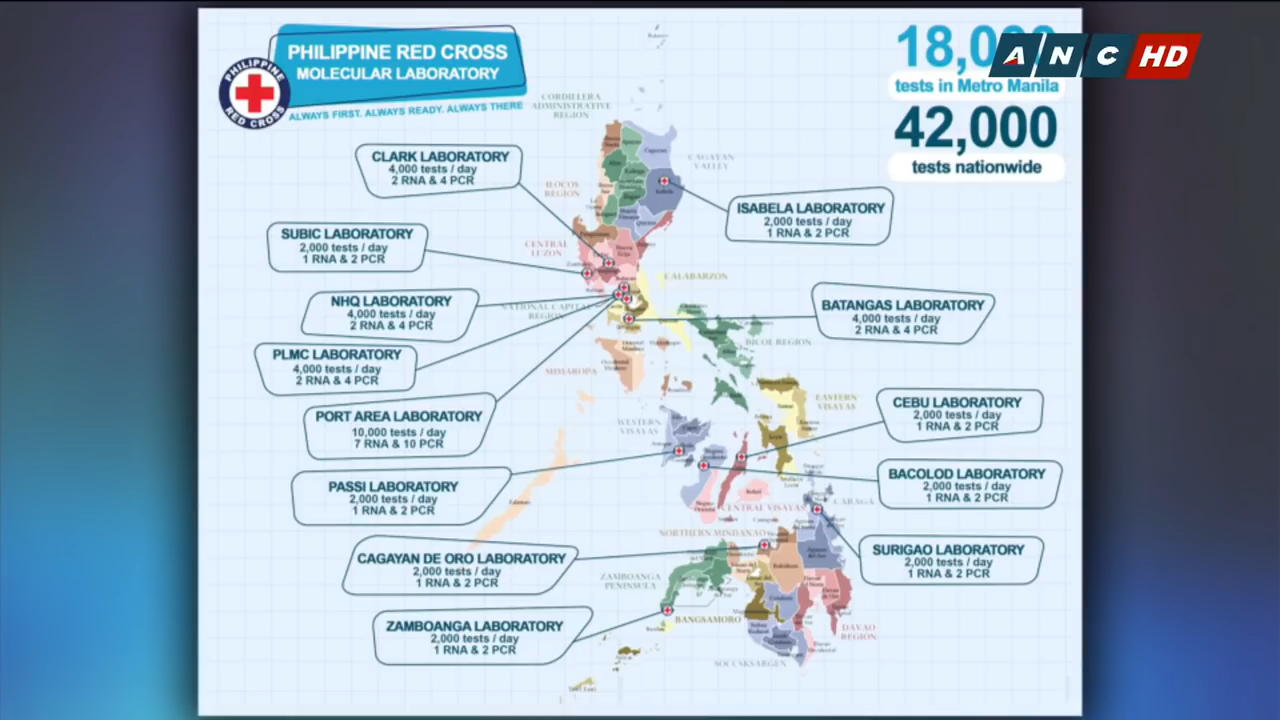 PHILIPPINE RED CROSS
MOLECULAR LABORATORY
ALWAYS FIRST. ALWAYS READY. ALWAYS THERE
PHILIPPINE
RED CROSS
ANC HD
tests in Metro Manila
42,000
tests nationwide
CLARK LABORATORY
4,000 tests / day
2 RNA & 4 PCR
SUBIC LABORATORY
2,000 tests / day
1 RNA & 2 PCR
NHQ LABORATORY
4,000 tests / day
2 RNA & 4 PCR
PLMC LABORATORY
4,000 tests / day
2 RNA & 4 PCR
PORT AREA LABORATORY
10,000 tests / day
7 RNA & 10 PCR
PASSI LABORATORY
2,000 tests / day
1 RNA & 2 PCR
CAGAYAN DE ORO LABORATORY
2,000 tests / day
1 RNA & 2 PCR
ZAMBOANGA LABORATORY
2,000 tests / day
1 RNA & 2 PCR
ISABELA LABORATORY
2,000 tests / day
1 RNA & 2 PCR
BATANGAS LABORATORY
4,000 tests / day
2 RNA & 4 PCR
CEBU LABORATORY
2,000 tests / day
1 RNA & 2 PCR
BACOLOD LABORATORY
2,000 tests / day
1 RNA & 2 PCR
SURIGAO LABORATORY
2,000 tests / day
1 RNA & 2 PCR
CORDILLERA
ADMINISTRATIVE
REGION
CAGAYAN
VALLEY
ILOCOS
REGION
CENTRAL
LUZON
CALABARZON
NATIONAL CAPITAL
REGION
BICOL REGION
MIMAROPA
EASTERN
VISAYAS
WESTERN
VISAYAS
CENTRAL VISAYAS
CARAGA
NORTHERN MINDANAO
ZAMBOANGA
PENINSULA
BANGSAMORO
DAVAO
REGION
SOCCSKSARGEN